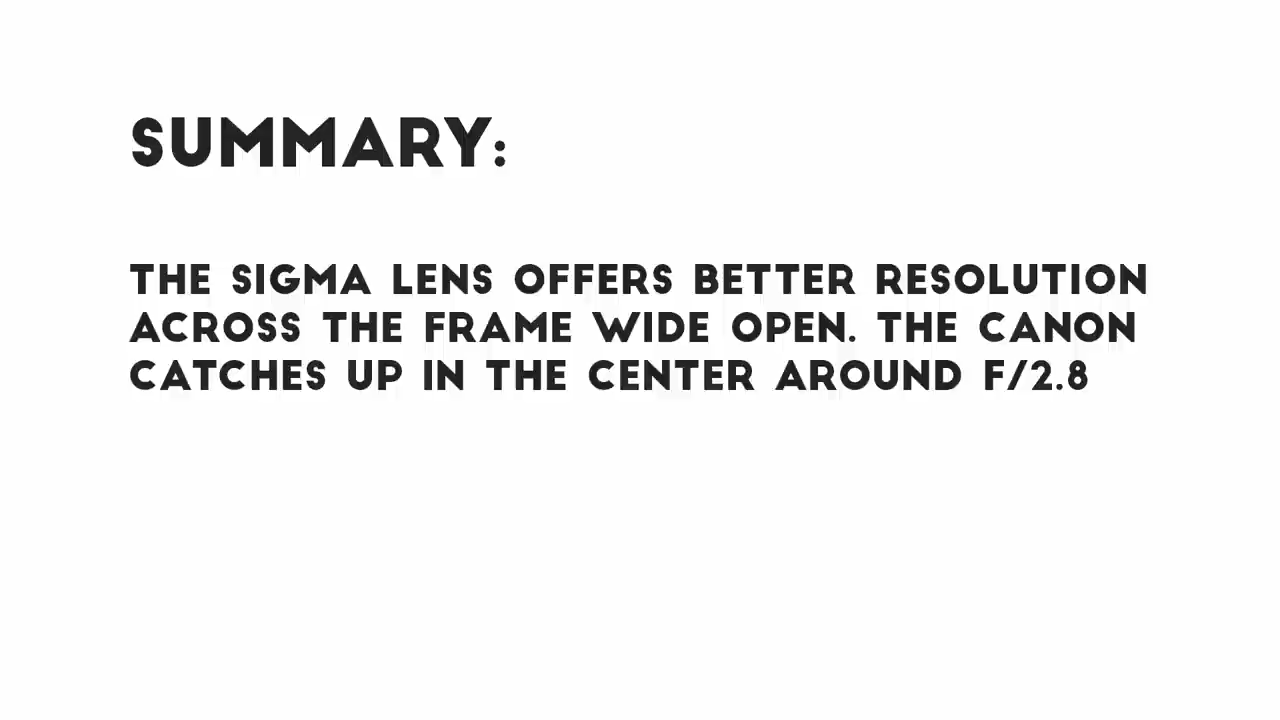 SUMMARY:
THE SIGMA LENS OFFERS BETTER RESOLUTION
ACROSS THE FRAME WIDE OPEN. THE CANON
CATCHES UP IN THE CENTER AROUND F/2.8